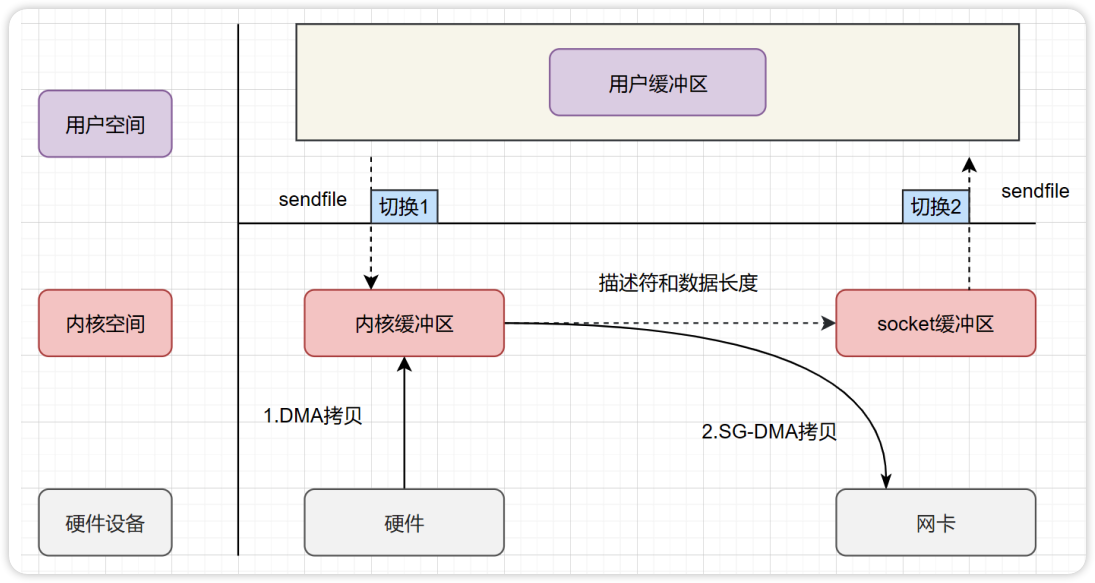 用户缓冲区
用户空间
sendfile
切换1
切换2
sendfile
描述符和数据长度
内核空间
内核缓冲区
socket缓冲区
1.DMA拷贝
2.SG-DMA拷贝
硬件设备
硬件
网卡